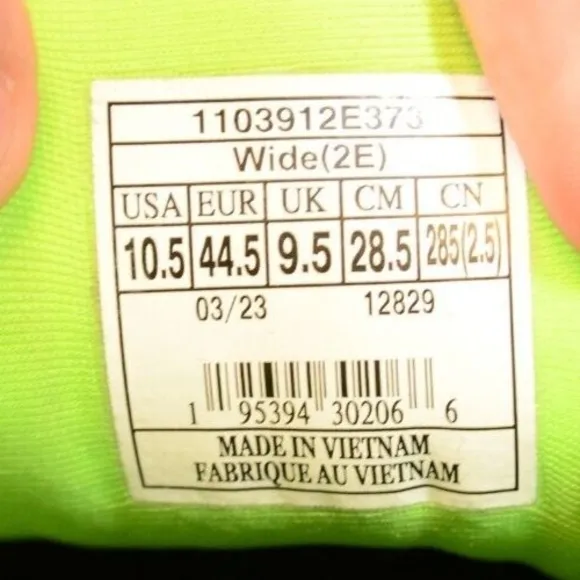 1103912E373
Wide(2E)
USA EUR UK CM CN
10.5 44.5 9.5 28.5 285(2.5)
03/23 12829
1 95394 30206 6
MADE IN VIETNAM
FABRIQUE AU VIETNAM